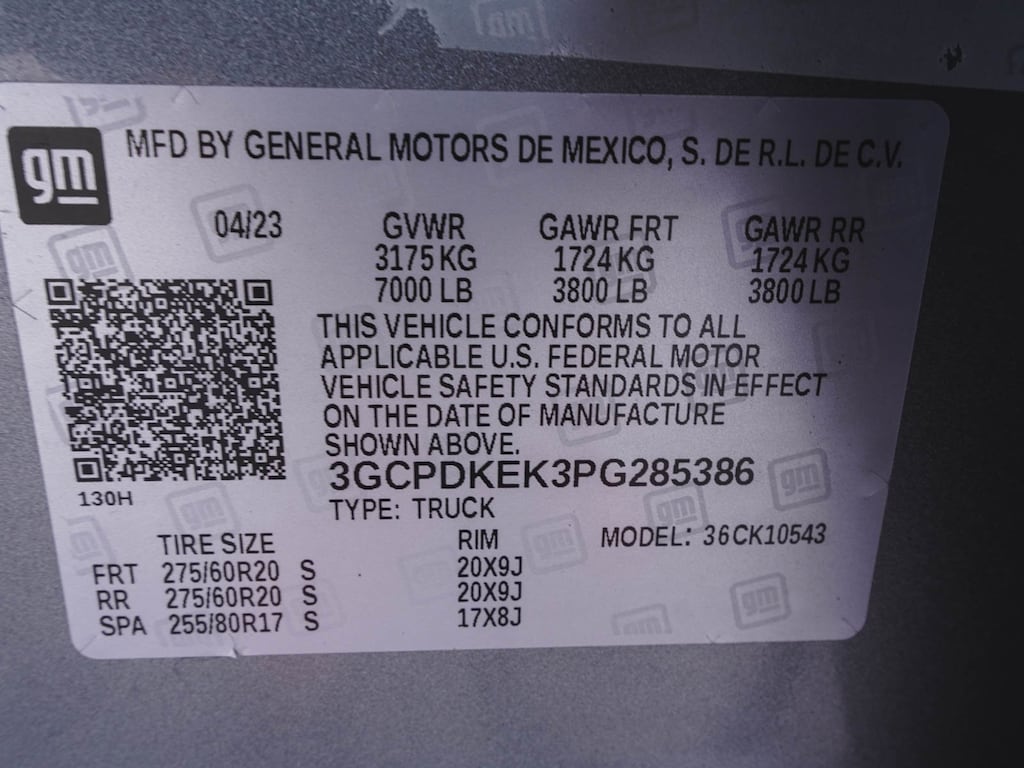 gm
MFD BY GENERAL MOTORS DE MEXICO, S. DE R.L. DE C.V.
04/23 GVWR GAWR FRT GAWR RR
3175 KG 1724 KG 1724 KG
7000 LB 3800 LB 3800 LB
THIS VEHICLE CONFORMS TO ALL
APPLICABLE U.S. FEDERAL MOTOR
VEHICLE SAFETY STANDARDS IN EFFECT
ON THE DATE OF MANUFACTURE
SHOWN ABOVE.
3GCPDKEK3PG285386
130H
TYPE: TRUCK
TIRE SIZE RIM MODEL: 36CK10543
FRT 275/60R20 S 20X9J
RR 275/60R20 S 20X9J
SPA 255/80R17 S 17X8J